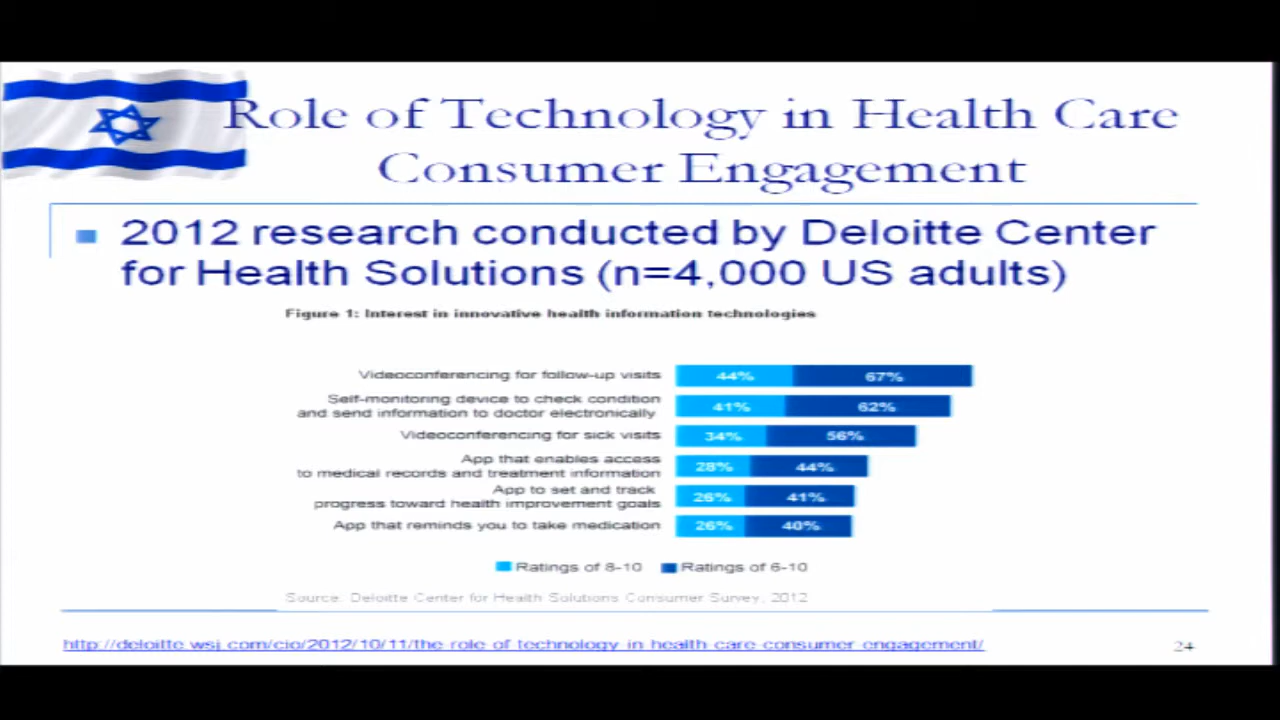 Role of Technology in Health Care
Consumer Engagement
2012 research conducted by Deloitte Center
for Health Solutions (n=4,000 US adults)
Figure 1: Interest in innovative health information technologies
Videoconferencing for follow-up visits 44% 67%
Self-monitoring device to check condition
and send information to doctor electronically 41% 62%
Videoconferencing for sick visits 34% 56%
App that enables access
to medical records and treatment information 28% 44%
App to set and track
progress toward health improvement goals 26% 41%
App that reminds you to take medication 26% 40%
Ratings of 8-10 Ratings of 6-10
Source: Deloitte Center for Health Solutions Consumer Survey, 2012
http://deloitte.wsj.com/cio/2012/10/11/the-role-of-technology-in-health-care-consumer-engagement/
24